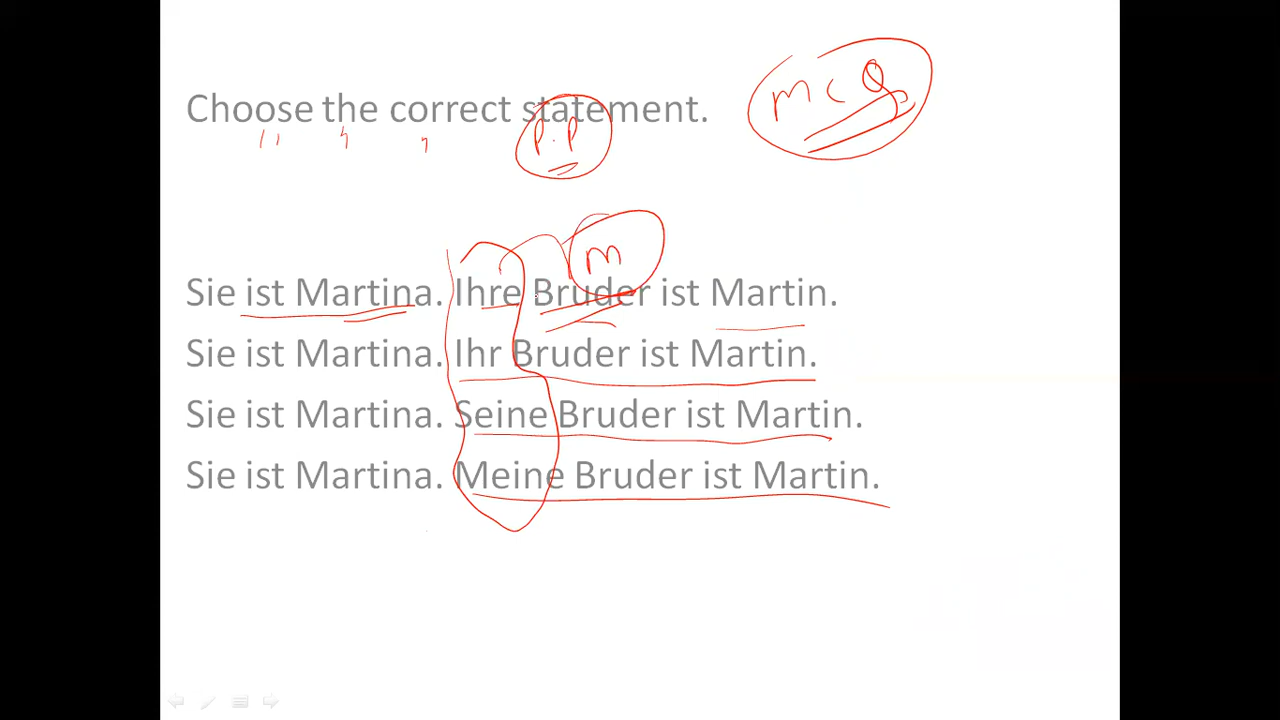 mcq
Choose the correct statement.
P.P
m
Sie ist Martina. Ihre Bruder ist Martin.
Sie ist Martina. Ihr Bruder ist Martin.
Sie ist Martina. Seine Bruder ist Martin.
Sie ist Martina. Meine Bruder ist Martin.